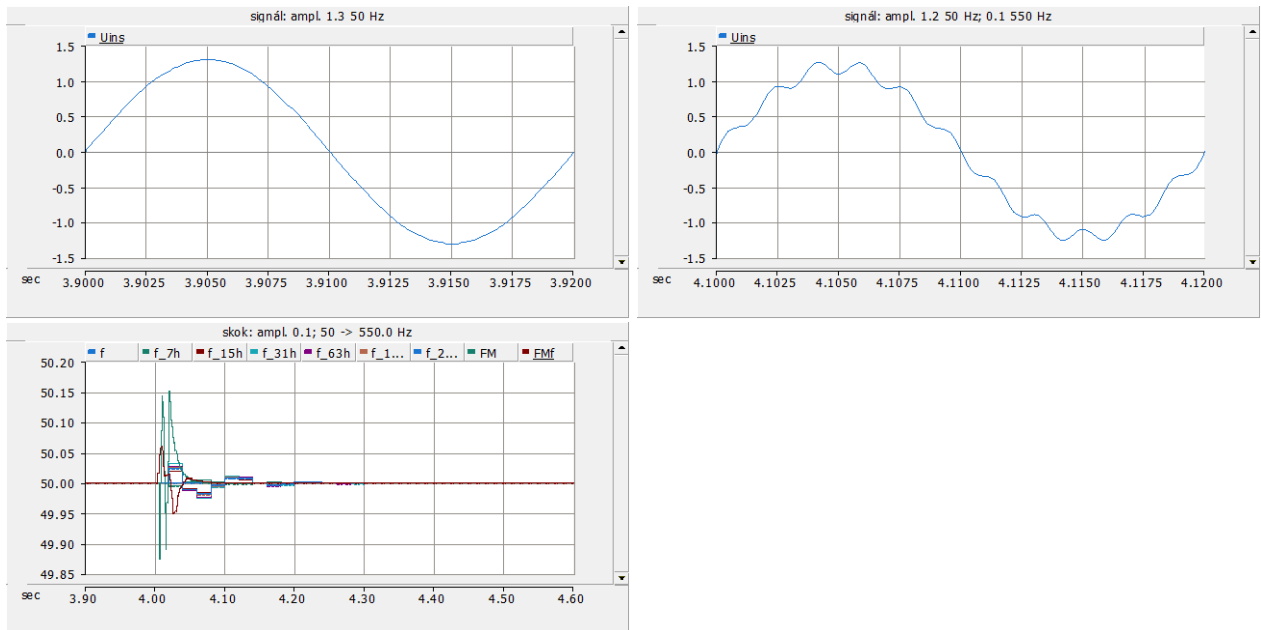 signál: ampl. 1.3 50 Hz
Uins
1.5
1.0
0.5
0.0
-0.5
-1.0
-1.5
sec 3.9000 3.9025 3.9050 3.9075 3.9100 3.9125 3.9150 3.9175 3.9200
signál: ampl. 1.2 50 Hz; 0.1 550 Hz
Uins
1.5
1.0
0.5
0.0
-0.5
-1.0
-1.5
sec 4.1000 4.1025 4.1050 4.1075 4.1100 4.1125 4.1150 4.1175 4.1200
skok: ampl. 0.1; 50 -> 550.0 Hz
f f_7h f_15h f_31h f_63h f_1... f_2... FM FMf
50.20
50.15
50.10
50.05
50.00
49.95
49.90
49.85
sec 3.90 4.00 4.10 4.20 4.30 4.40 4.50 4.60